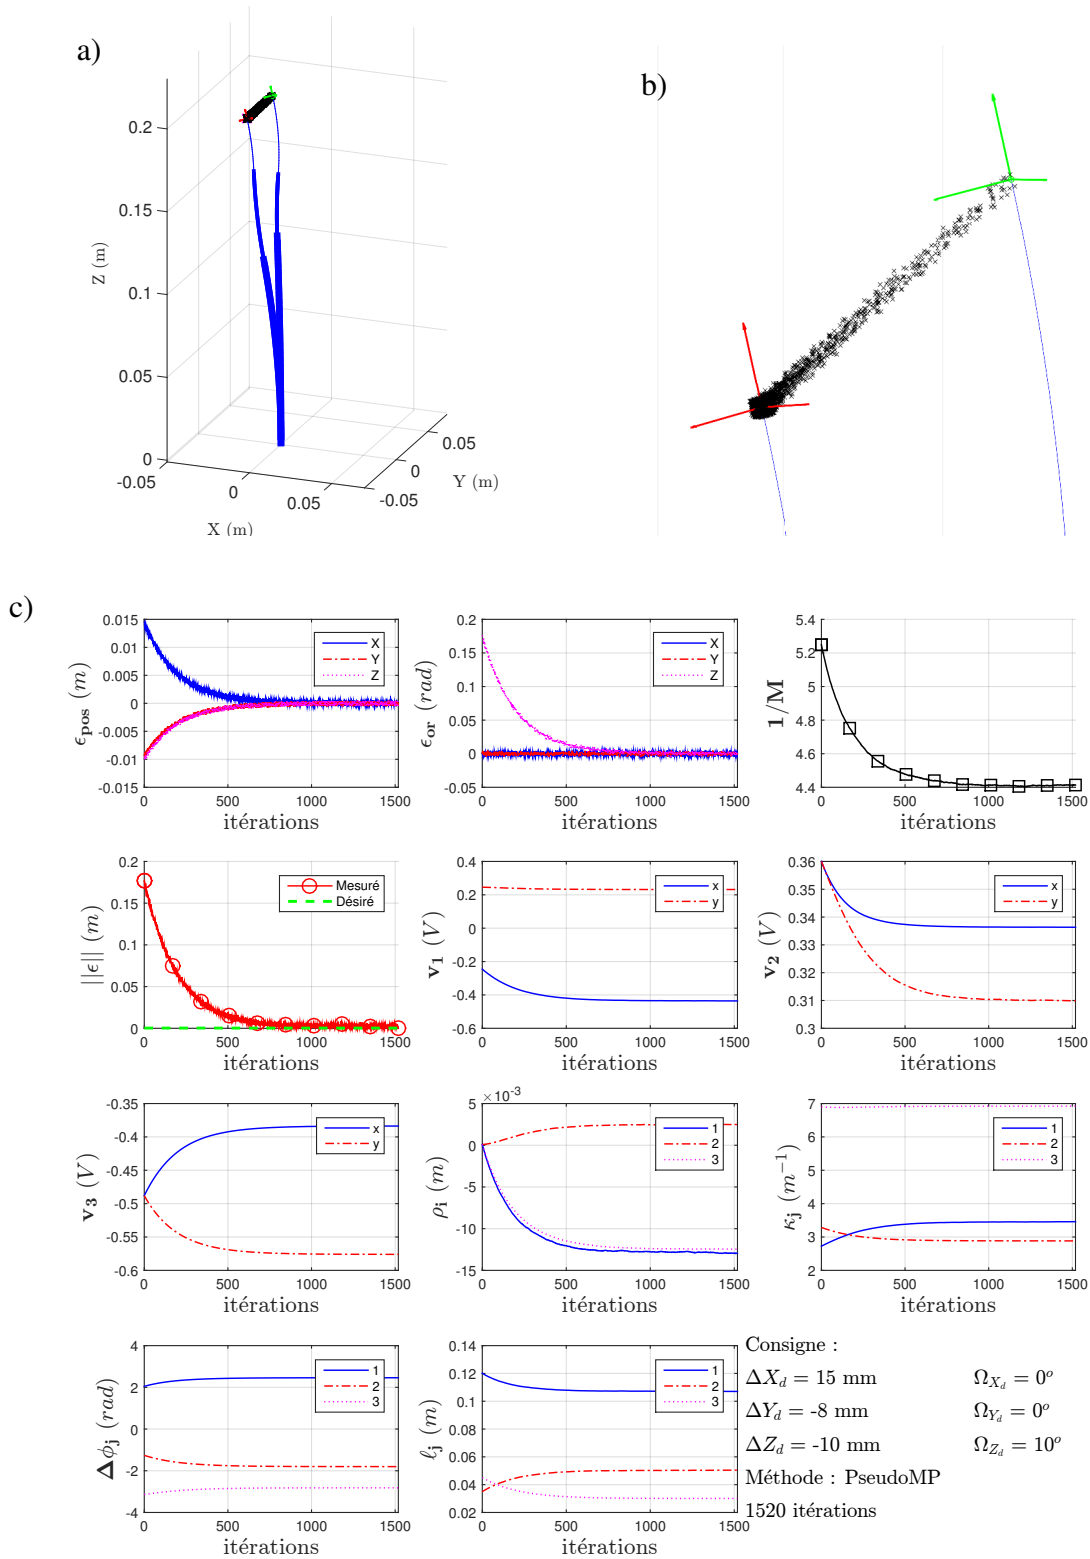 a)
b)
0.2
0.15
0.1
0.05
0
Z (m)
-0.05
0
0.05
X (m)
-0.05
0
0.05
Y (m)
c)
0.015
0.01
0.005
0
-0.005
-0.01
-0.015
ϵpos (m)
X
Y
Z
0 500 1000 1500
itérations
0.2
0.15
0.1
0.05
0
-0.05
ϵor (rad)
X
Y
Z
0 500 1000 1500
itérations
5.4
5.2
5
4.8
4.6
4.4
1/M
0 500 1000 1500
itérations
0.2
0.15
0.1
0.05
0
||ϵ|| (m)
Mesuré
Désiré
0 500 1000 1500
itérations
0.4
0.2
0
-0.2
-0.4
-0.6
v1 (V)
x
y
0 500 1000 1500
itérations
0.36
0.35
0.34
0.33
0.32
0.31
0.3
v2 (V)
x
y
0 500 1000 1500
itérations
-0.35
-0.4
-0.45
-0.5
-0.55
-0.6
v3 (V)
x
y
0 500 1000 1500
itérations
×10⁻³
5
0
-5
-10
-15
ρi (m)
1
2
3
0 500 1000 1500
itérations
7
6
5
4
3
2
κj (m⁻¹)
1
2
3
0 500 1000 1500
itérations
4
2
0
-2
-4
Δϕj (rad)
1
2
3
0 500 1000 1500
itérations
0.14
0.12
0.1
0.08
0.06
0.04
0.02
ℓj (m)
1
2
3
0 500 1000 1500
itérations
Consigne :
ΔXd = 15 mm ΩXd = 0°
ΔYd = -8 mm ΩYd = 0°
ΔZd = -10 mm ΩZd = 10°
Méthode : PseudoMP
1520 itérations